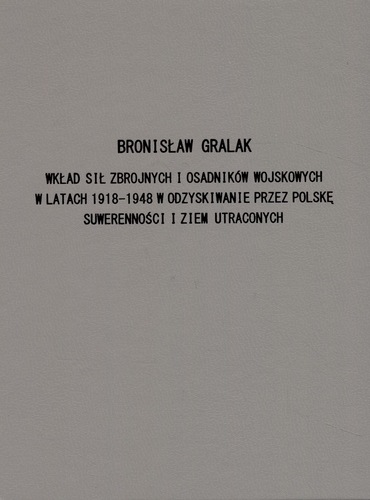 BRONISŁAW GRALAK
WKŁAD SIŁ ZBROJNYCH I OSADNIKÓW WOJSKOWYCH
W LATACH 1918-1948 W ODZYSKIWANIE PRZEZ POLSKĘ
SUWERENNOŚCI I ZIEM UTRACONYCH